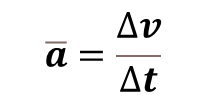 a̅ = Δv / Δt